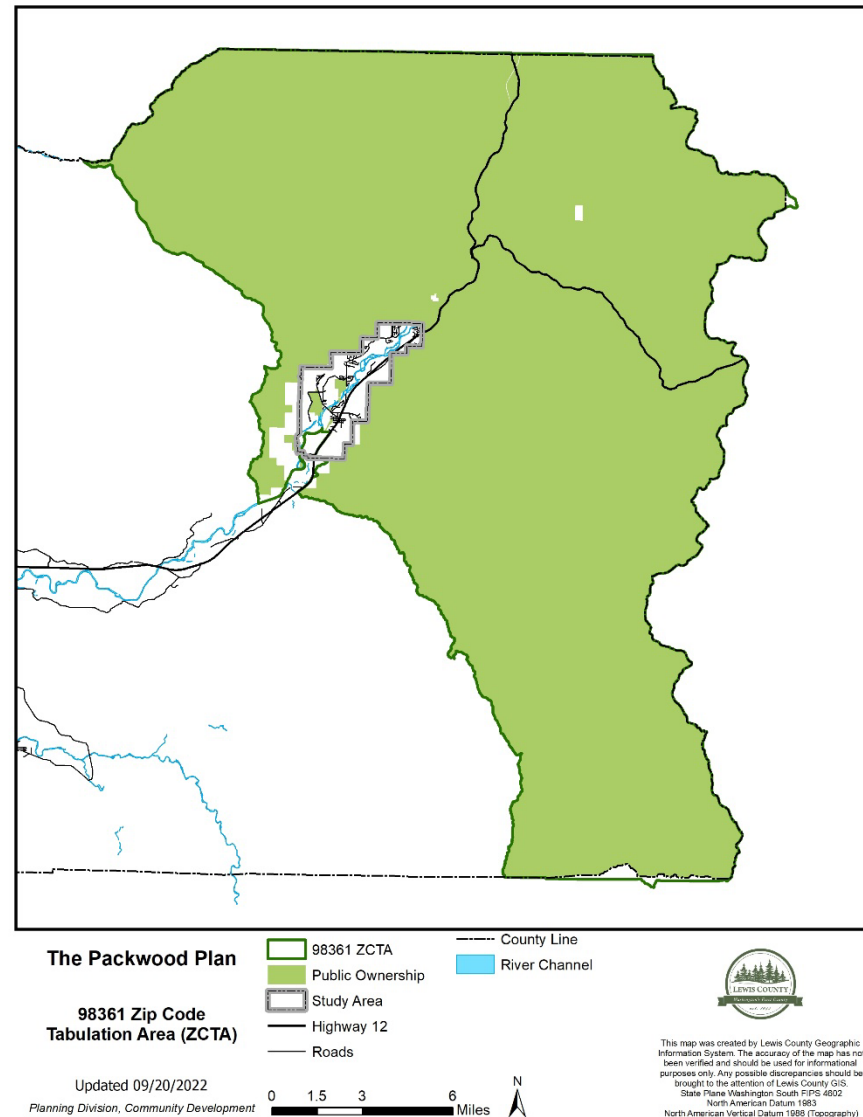 The Packwood Plan
98361 Zip Code
Tabulation Area (ZCTA)
Updated 09/20/2022
Planning Division, Community Development
98361 ZCTA
Public Ownership
Study Area
Highway 12
Roads
County Line
River Channel
0 1.5 3 6
Miles
N
LEWIS COUNTY
Washington's First County
This map was created by Lewis County Geographic
Information System. The accuracy of the map has not
been verified and should be used for informational
purposes only. Any possible discrepancies should be
brought to the attention of Lewis County GIS.
State Plane Washington South FIPS 4602
North American Datum 1983
North American Vertical Datum 1988 (Topography)